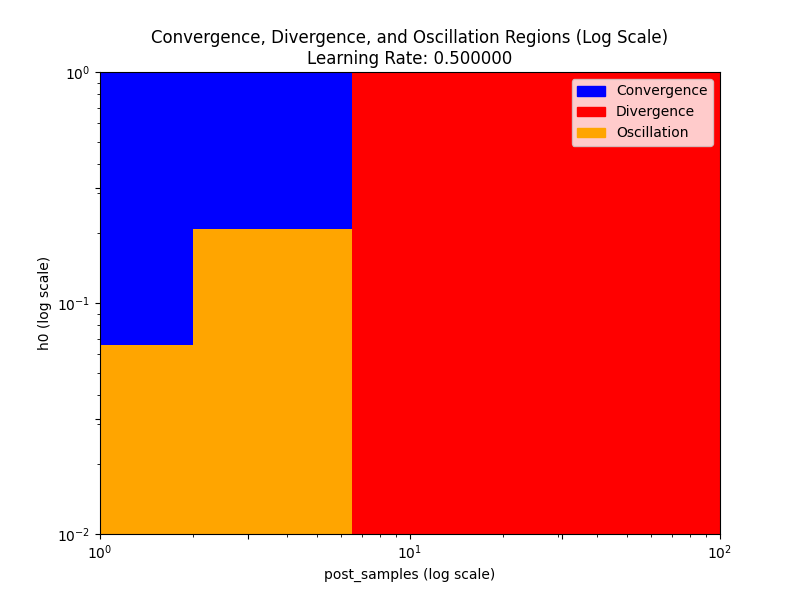 Convergence, Divergence, and Oscillation Regions (Log Scale)
Learning Rate: 0.500000
Convergence
Divergence
Oscillation
h0 (log scale)
10⁰
10⁻¹
10⁻²
10⁰ 10¹ 10²
post_samples (log scale)